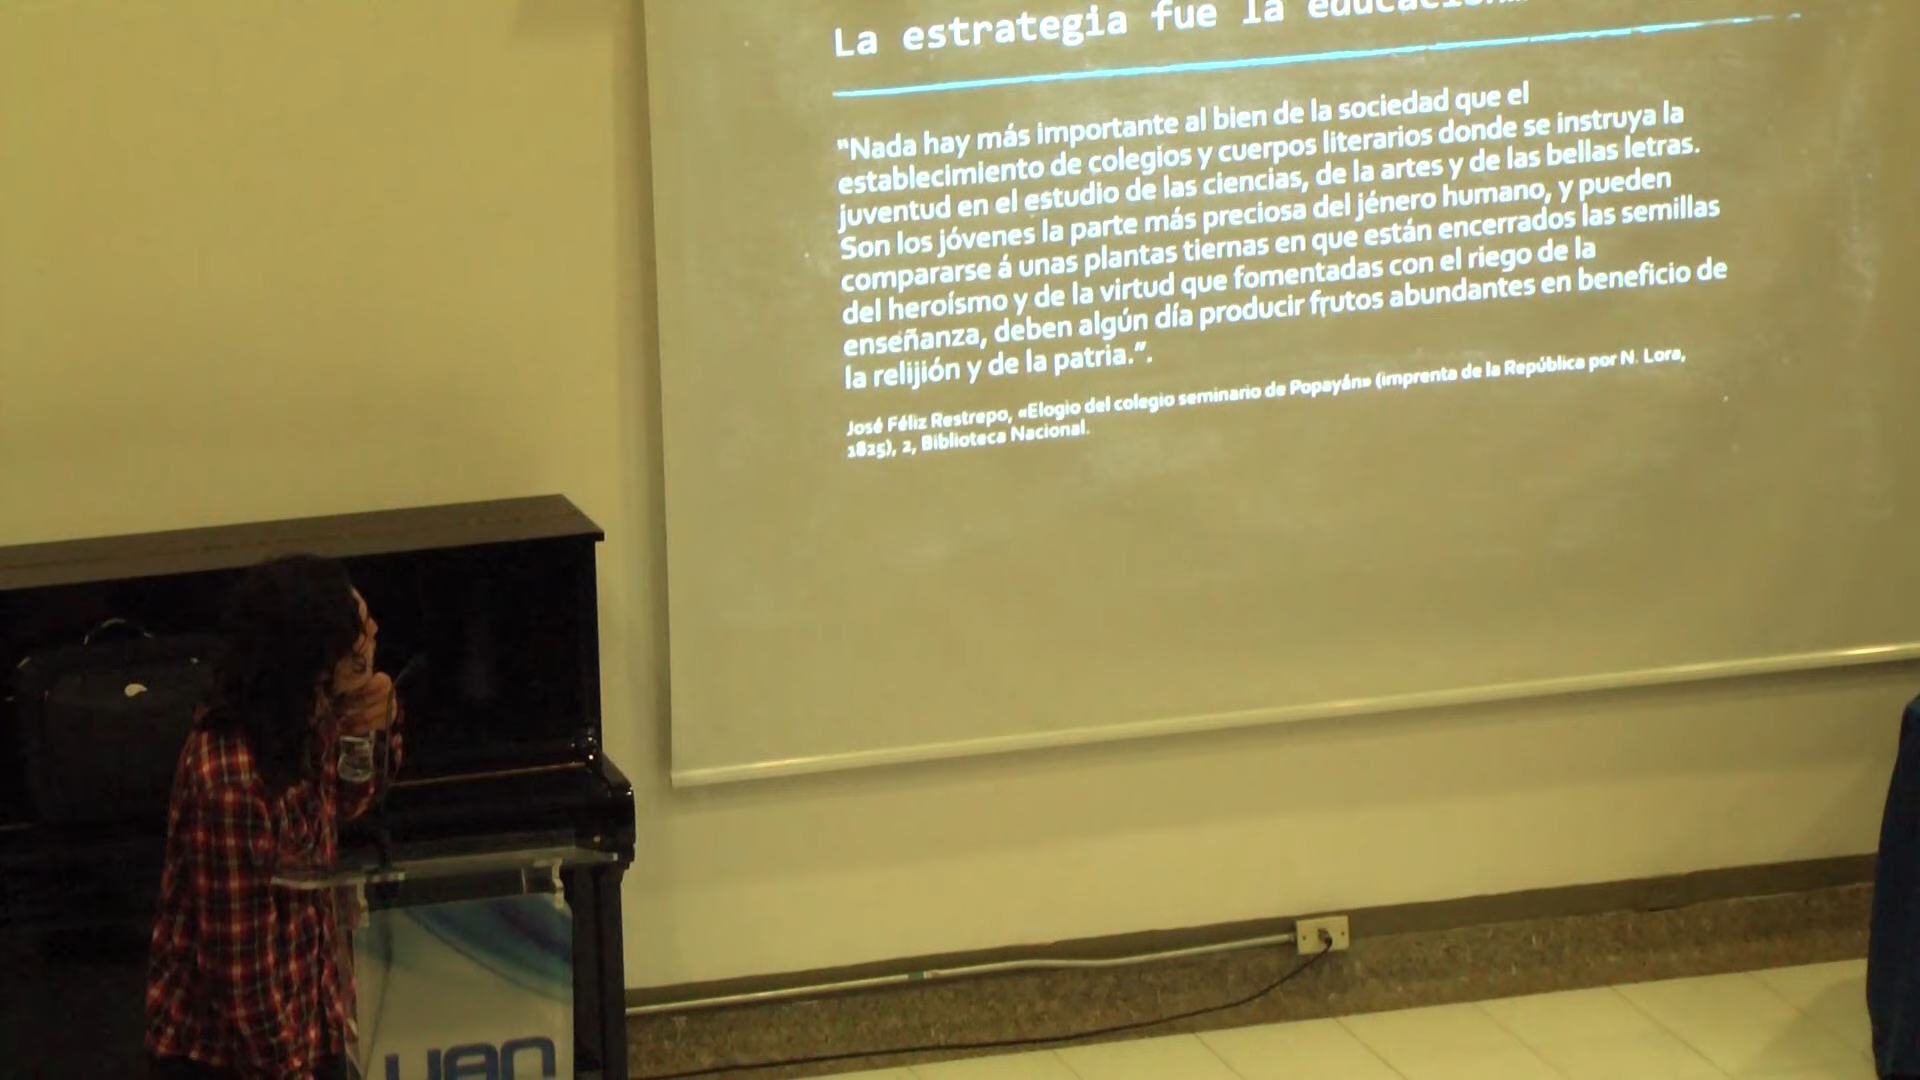 La estrategia fue la educación
"Nada hay más importante al bien de la sociedad que el
establecimiento de colegios y cuerpos literarios donde se instruya la
juventud en el estudio de las ciencias, de la artes y de las bellas letras.
Son los jóvenes la parte más preciosa del jénero humano, y pueden
compararse á unas plantas tiernas en que están encerrados las semillas
del heroísmo y de la virtud que fomentadas con el riego de la
enseñanza, deben algún día producir frutos abundantes en beneficio de
la relijión y de la patria.".
José Féliz Restrepo, «Elogio del colegio seminario de Popayán» (imprenta de la República por N. Lora,
1825), 2, Biblioteca Nacional.
UAN